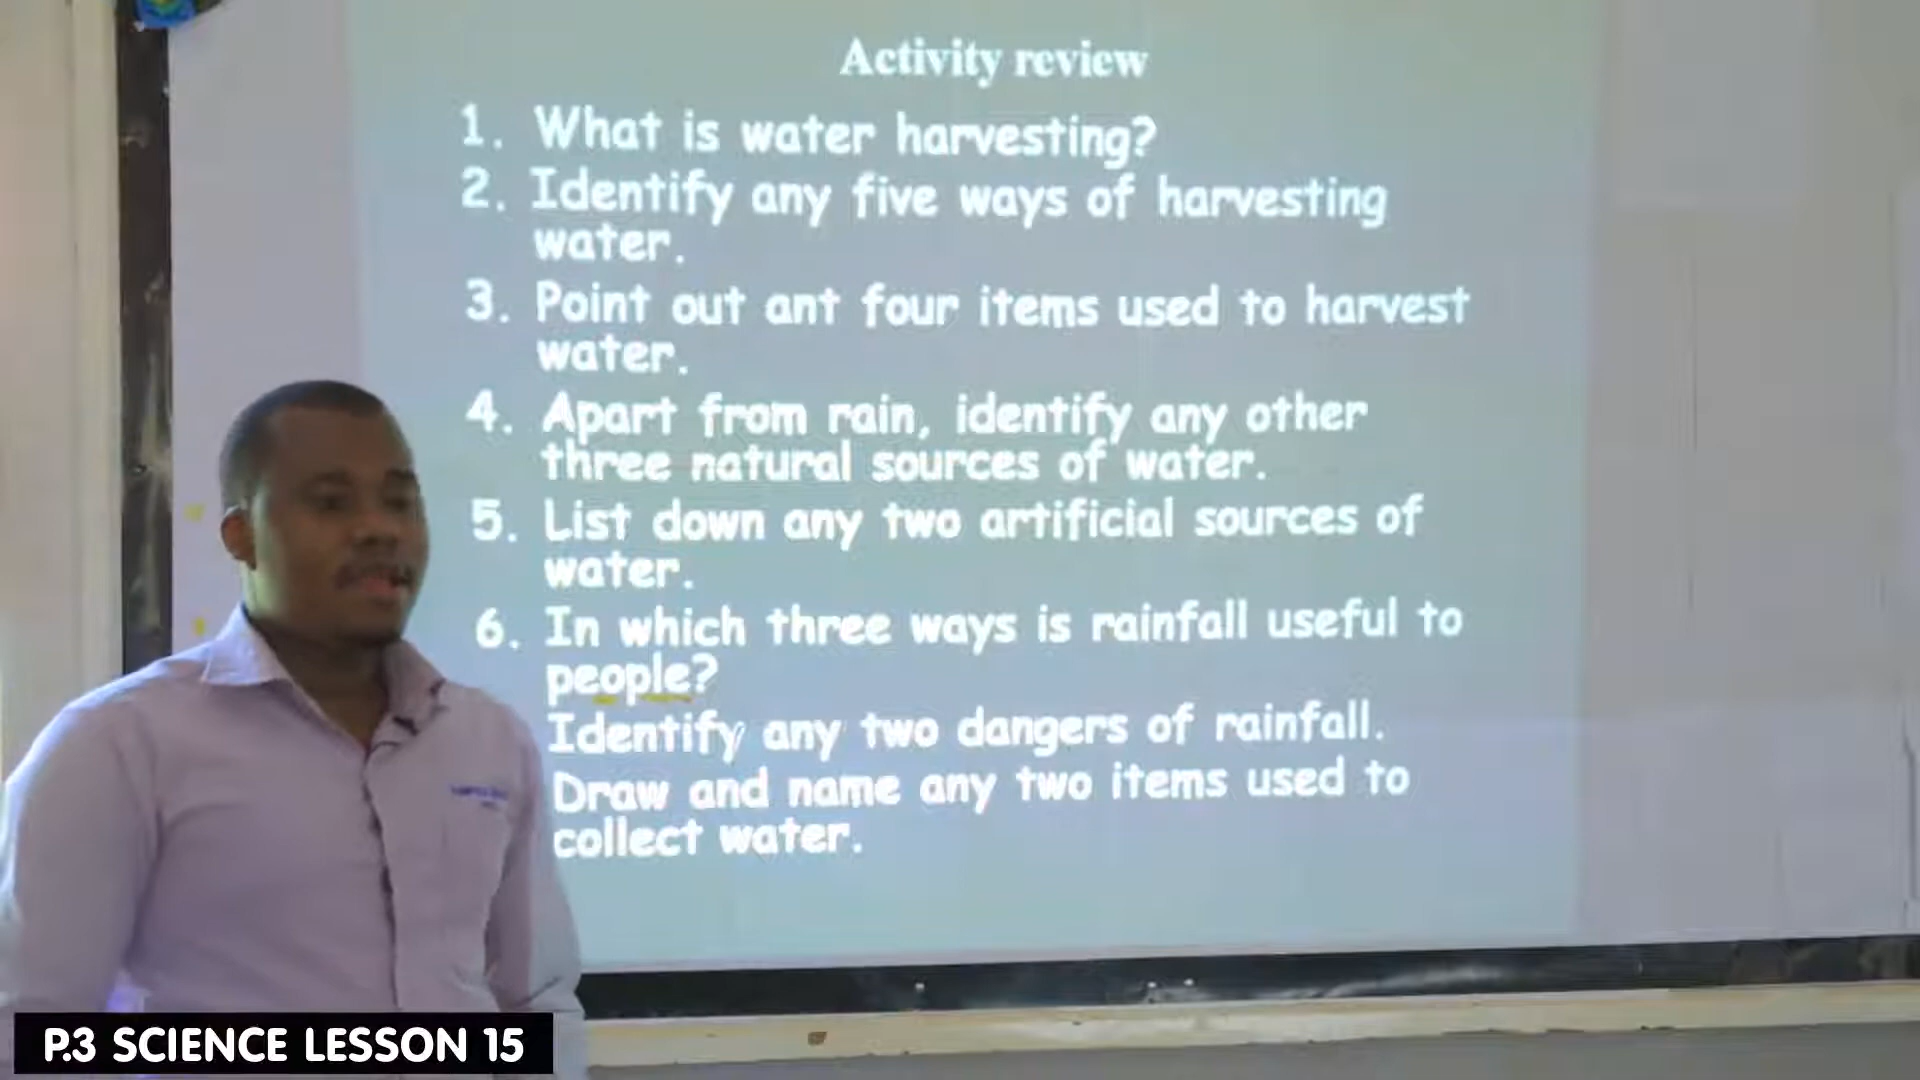 Activity review
1. What is water harvesting?
2. Identify any five ways of harvesting
water.
3. Point out ant four items used to harvest
water.
4. Apart from rain, identify any other
three natural sources of water.
5. List down any two artificial sources of
water.
6. In which three ways is rainfall useful to
people?
Identify any two dangers of rainfall.
Draw and name any two items used to
collect water.
P.3 SCIENCE LESSON 15